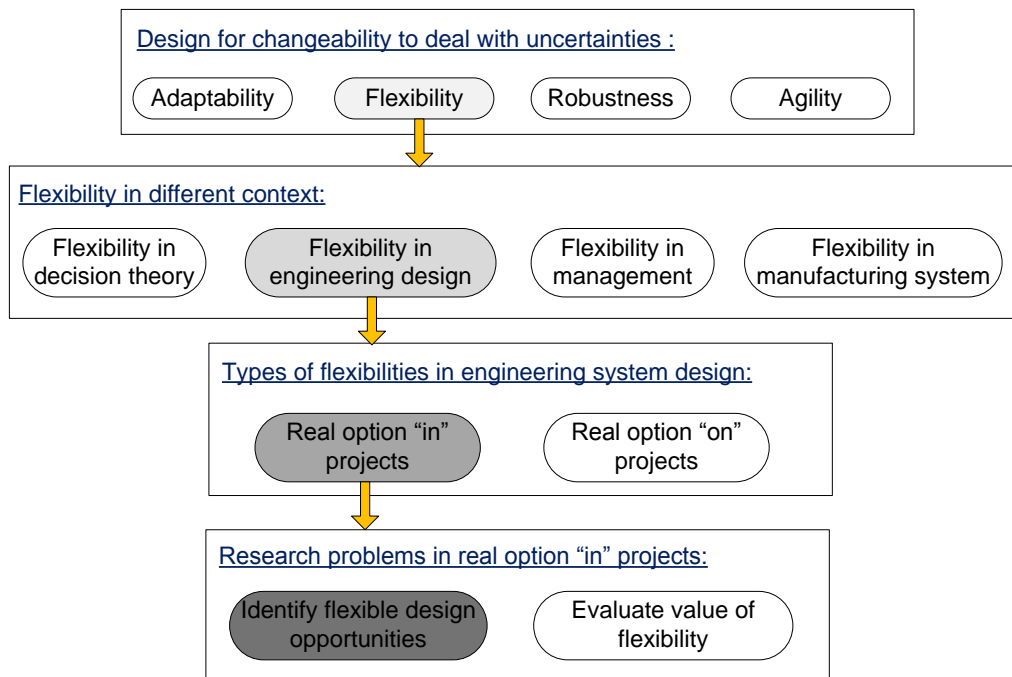 Design for changeability to deal with uncertainties :
Adaptability
Flexibility
Robustness
Agility
Flexibility in different context:
Flexibility in
decision theory
Flexibility in
engineering design
Flexibility in
management
Flexibility in
manufacturing system
Types of flexibilities in engineering system design:
Real option “in”
projects
Real option “on”
projects
Research problems in real option “in” projects:
Identify flexible design
opportunities
Evaluate value of
flexibility